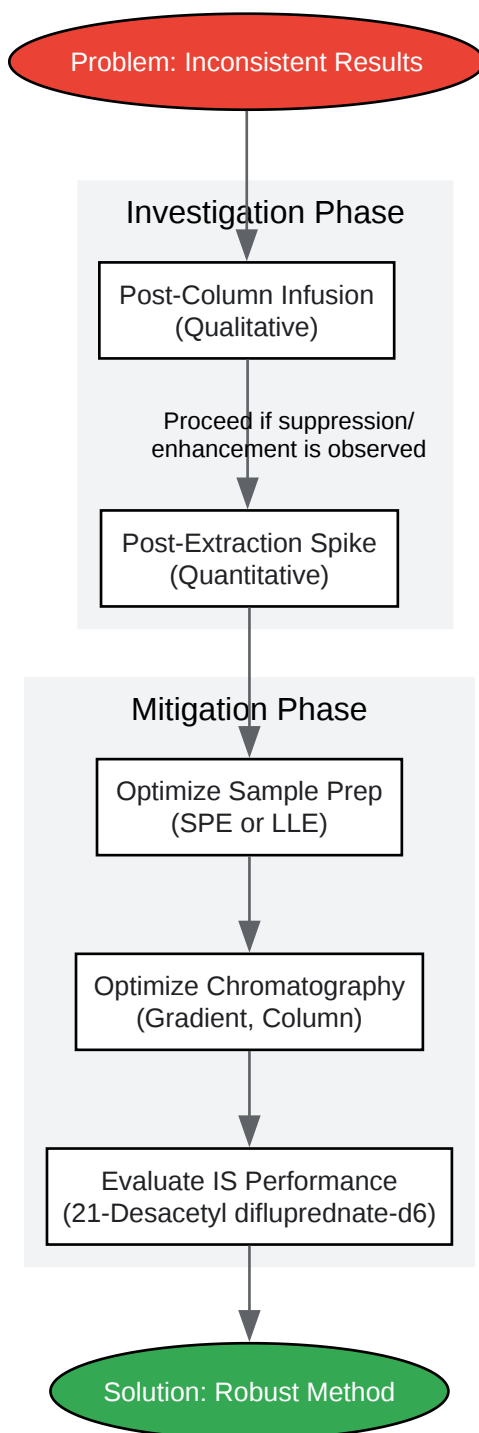 Problem: Inconsistent Results
Investigation Phase
Post-Column Infusion
(Qualitative)
Proceed if suppression/
enhancement is observed
Post-Extraction Spike
(Quantitative)
Mitigation Phase
Optimize Sample Prep
(SPE or LLE)
Optimize Chromatography
(Gradient, Column)
Evaluate IS Performance
(21-Desacetyl difluprednate-d6)
Solution: Robust Method